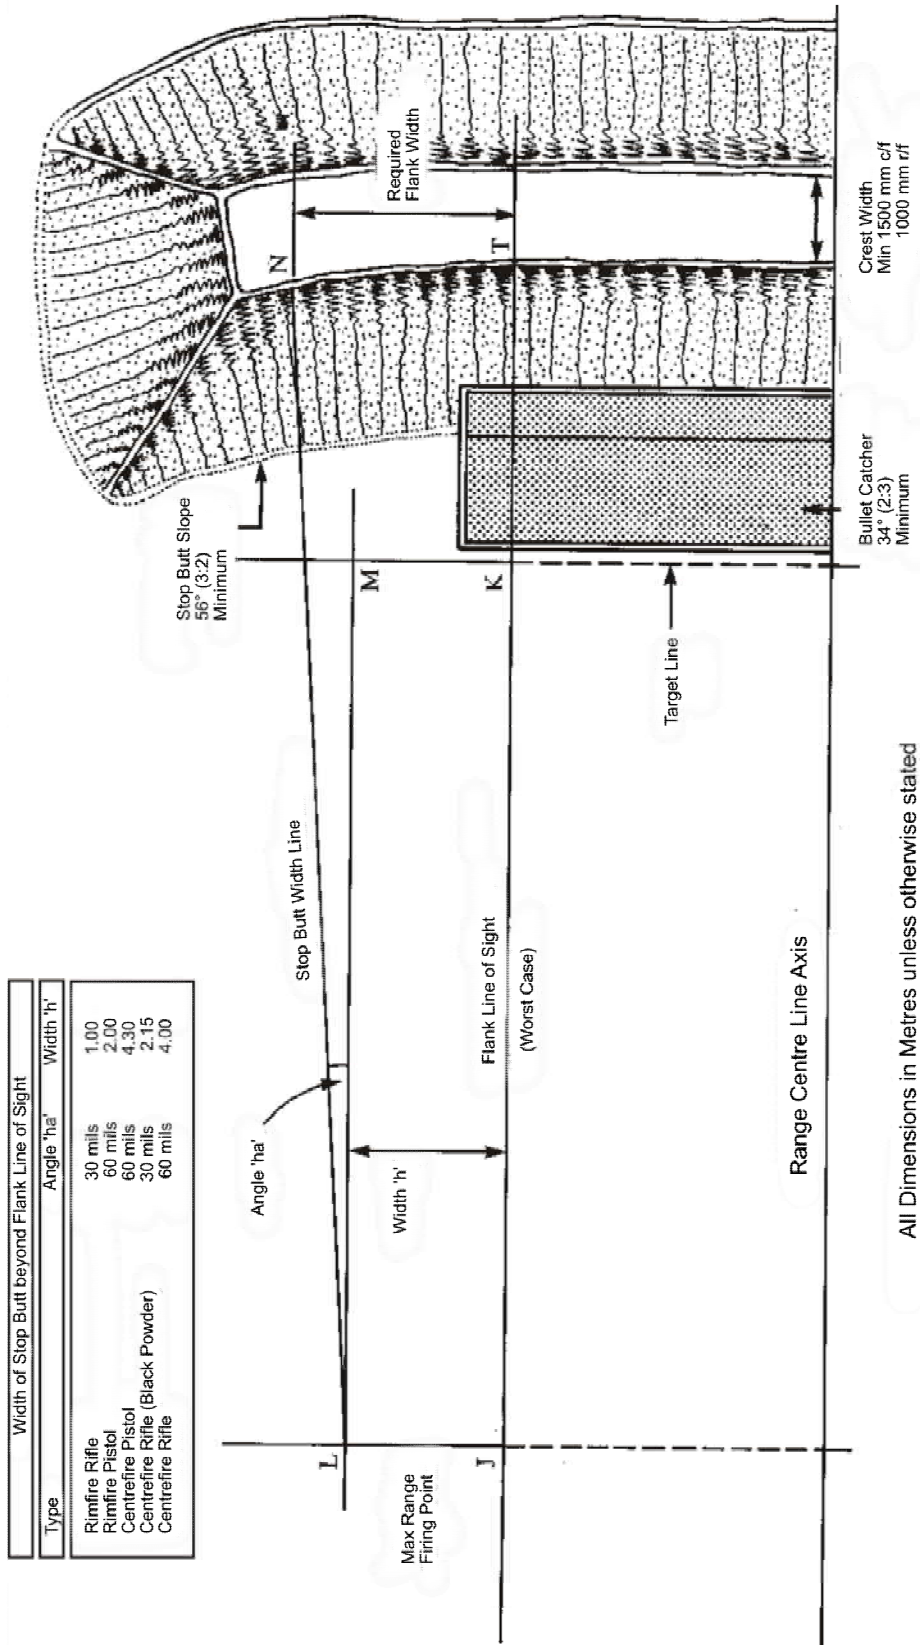 Width of Stop Butt beyond Flank Line of Sight
Type Angle 'ha' Width 'h'
Rimfire Rifle 30 mils 1.00
Rimfire Pistol 60 mils 2.00
Centrefire Pistol 60 mils 4.30
Centrefire Rifle (Black Powder) 30 mils 2.15
Centrefire Rifle 60 mils 4.00
Stop Butt Slope
56° (3:2)
Minimum
Required
Flank Width
N
T
Stop Butt Width Line
Angle 'ha'
L
M
Width 'h'
Max Range
Firing Point
J
K
Flank Line of Sight
(Worst Case)
Target Line
Range Centre Line Axis
Bullet Catcher
34° (2:3)
Minimum
Crest Width
Min 1500 mm c/f
1000 mm r/f
All Dimensions in Metres unless otherwise stated